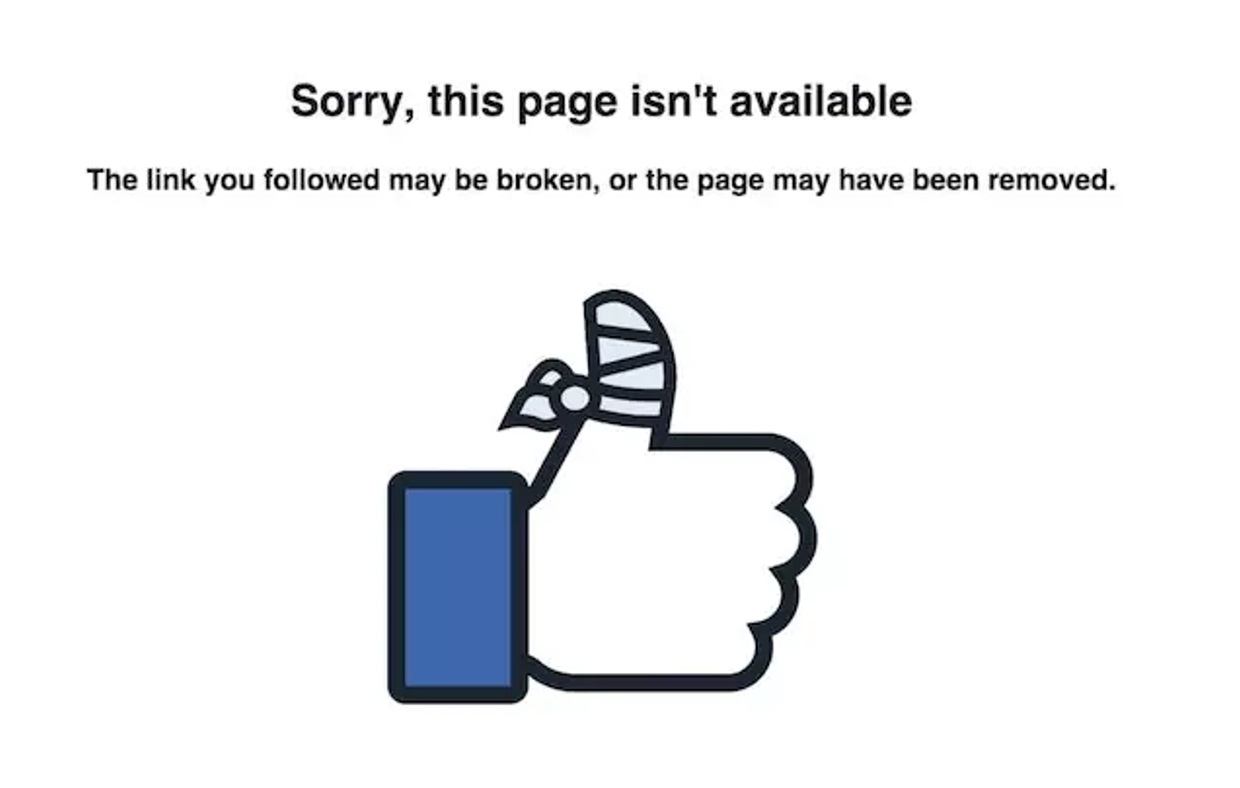 Sorry, this page isn't available
The link you followed may be broken, or the page may have been removed.